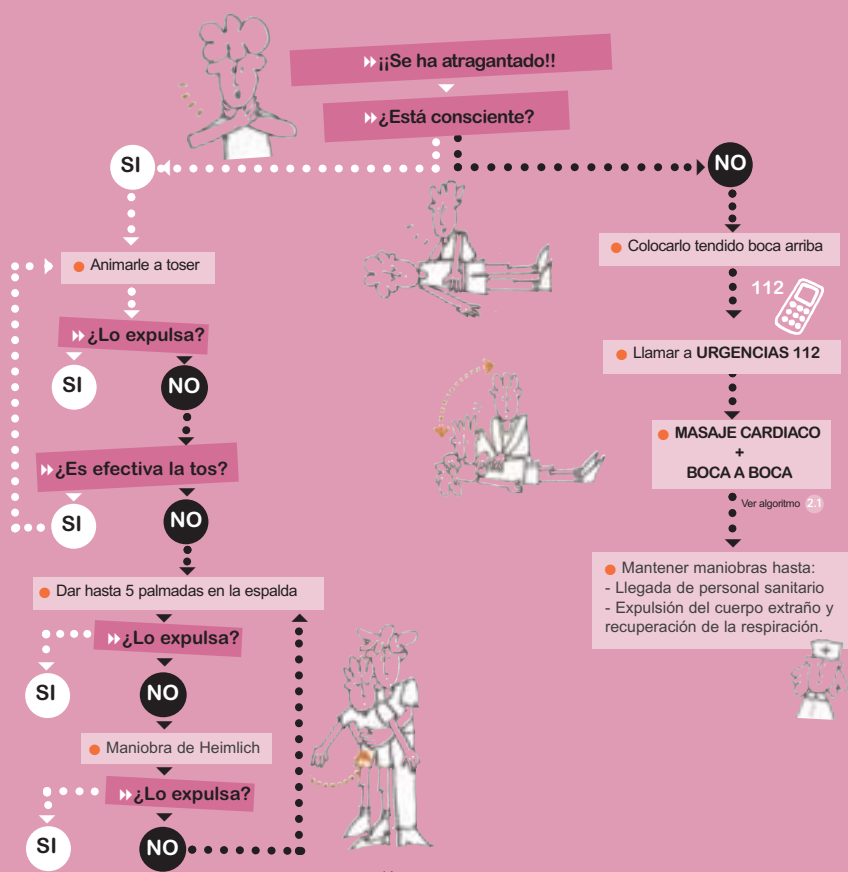 ¡¡Se ha atragantado!!
¿Está consciente?
SI
NO
Animarle a toser
¿Lo expulsa?
SI
NO
¿Es efectiva la tos?
SI
NO
Dar hasta 5 palmadas en la espalda
¿Lo expulsa?
SI
NO
Maniobra de Heimlich
¿Lo expulsa?
SI
NO
Colocarlo tendido boca arriba
112
Llamar a URGENCIAS 112
MASAJE CARDIACO
+
BOCA A BOCA
Ver algoritmo 2.1
Mantener maniobras hasta:
- Llegada de personal sanitario
- Expulsión del cuerpo extraño y
recuperación de la respiración.